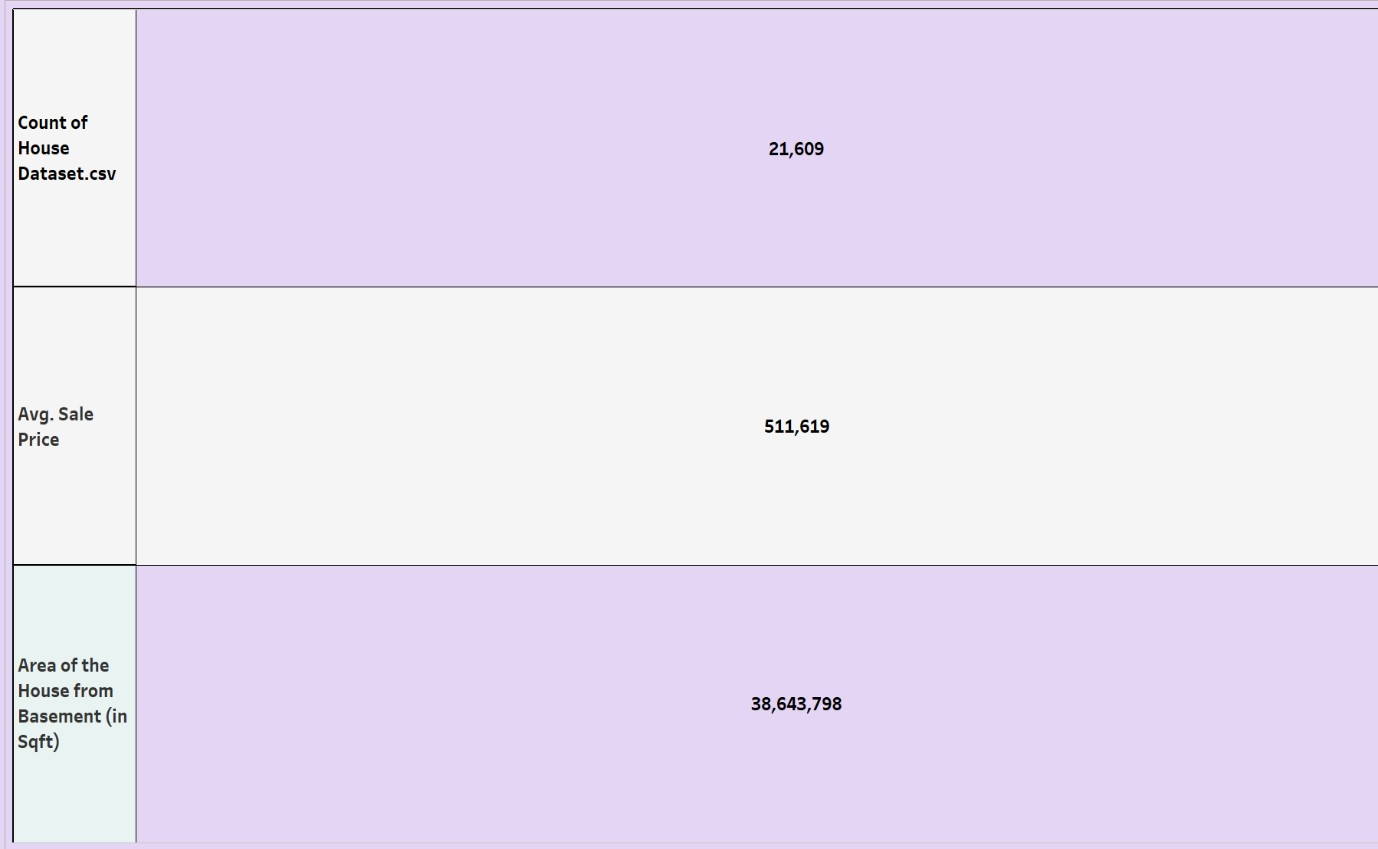 Count of
House
Dataset.csv
21,609
Avg. Sale
Price
511,619
Area of the
House from
Basement (in
Sqft)
38,643,798